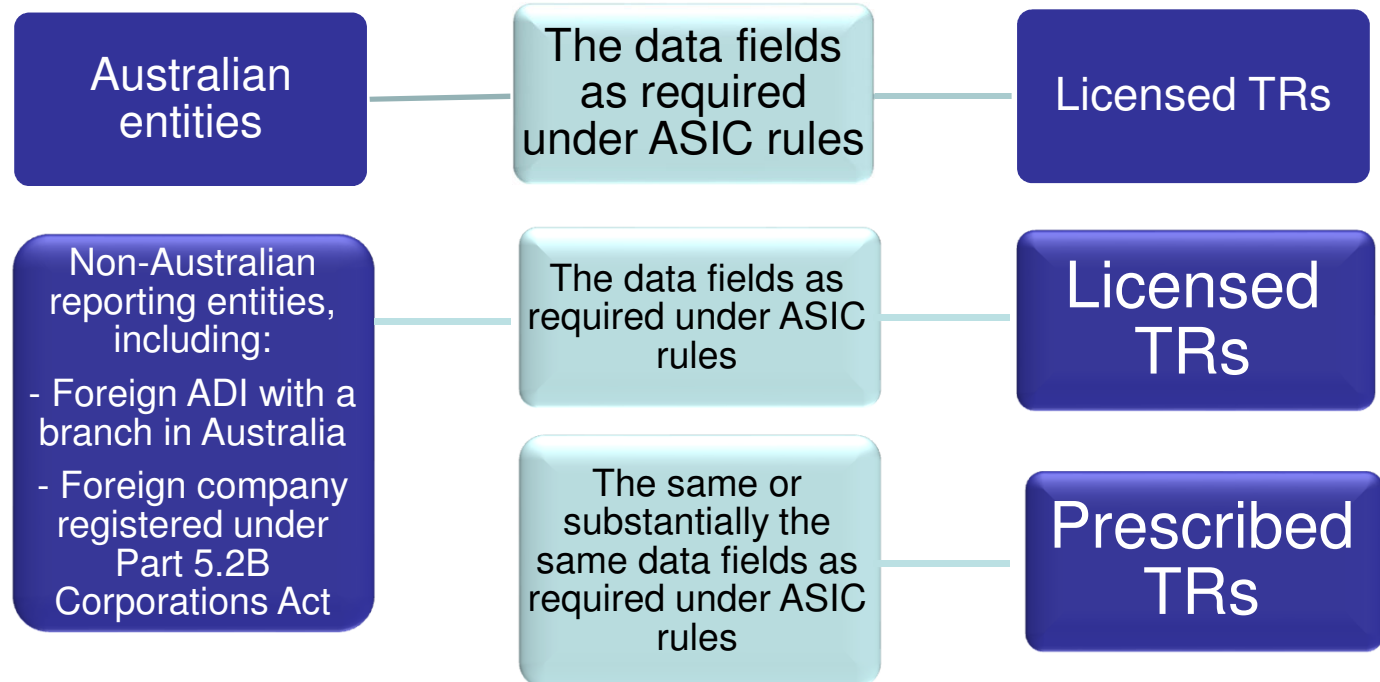 Australian
entities
The data fields
as required
under ASIC rules
Licensed TRs
Non-Australian
reporting entities,
including:
- Foreign ADI with a
branch in Australia
- Foreign company
registered under
Part 5.2B
Corporations Act
The data fields as
required under ASIC
rules
Licensed
TRs
The same or
substantially the
same data fields as
required under ASIC
rules
Prescribed
TRs